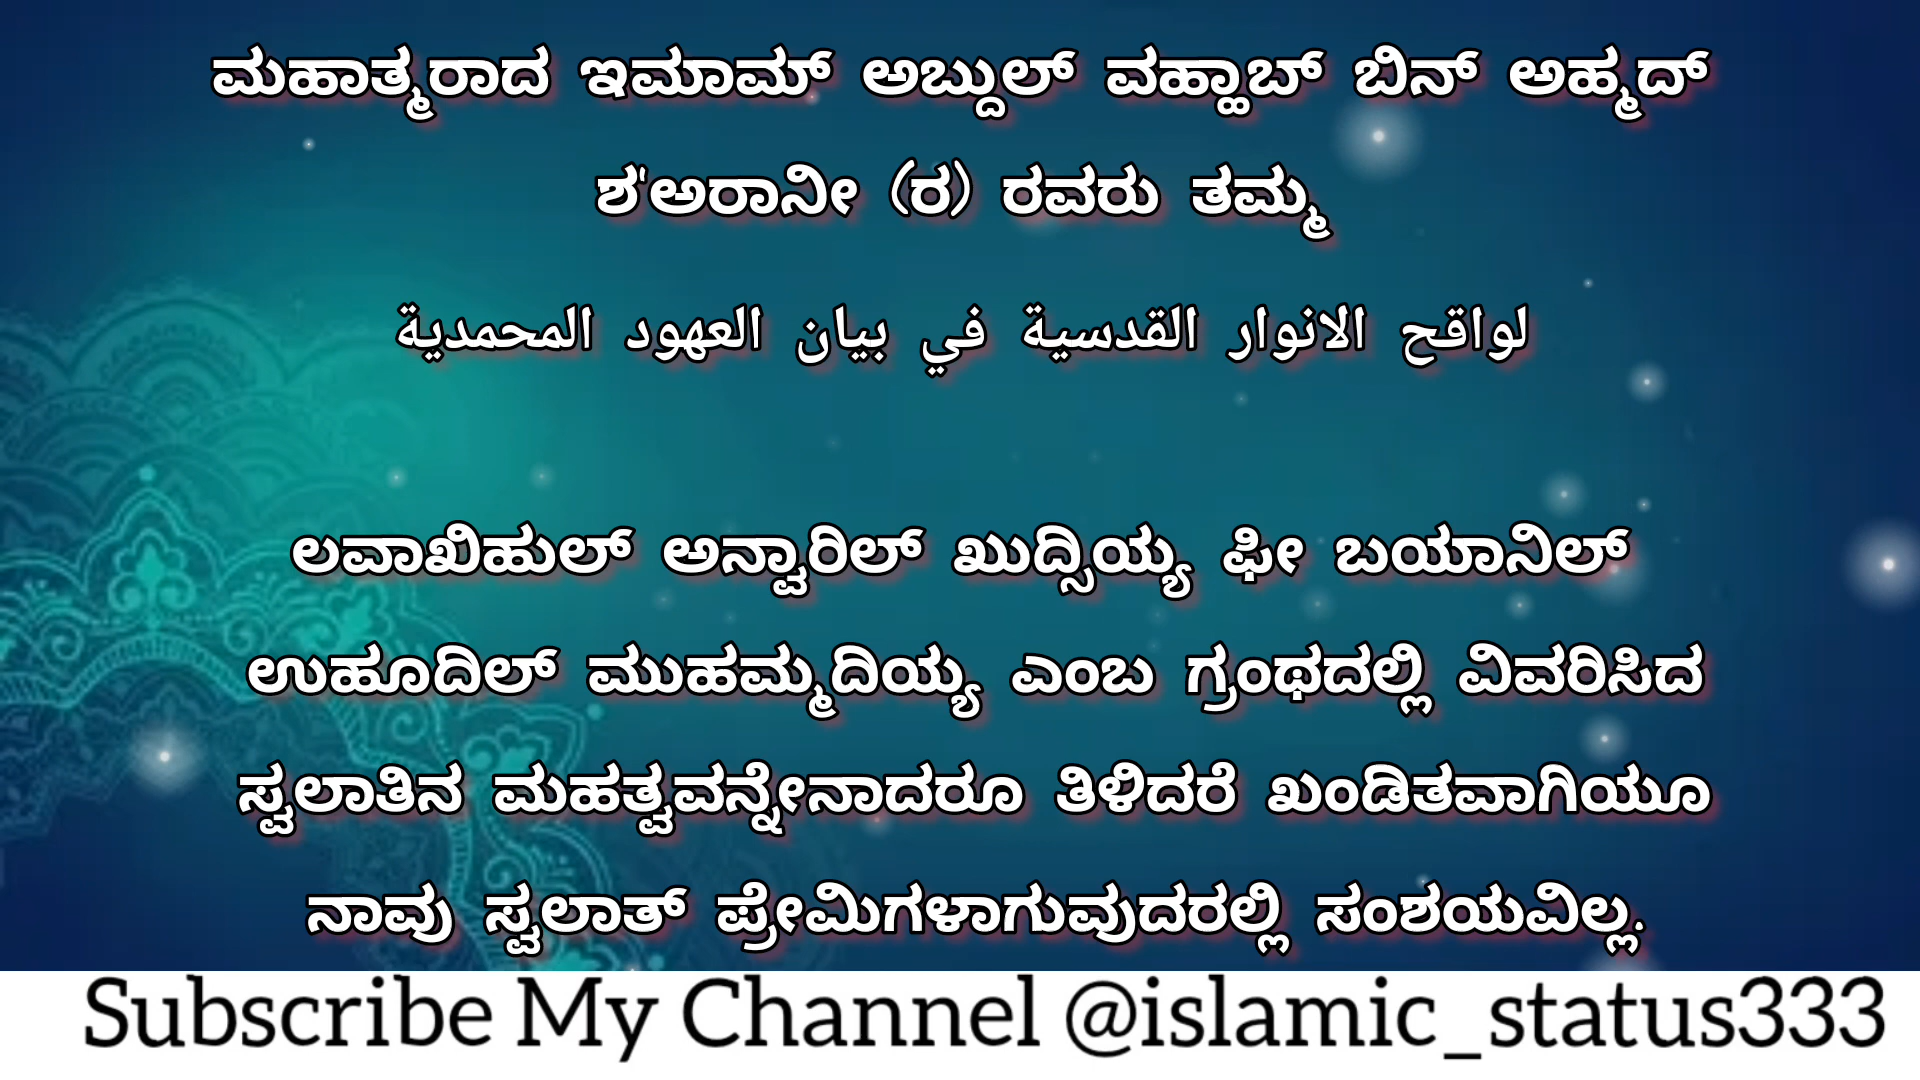 ಮಹಾತ್ಮರಾದ ಇಮಾಮ್ ಅಬ್ದುಲ್ ವಹ್ಹಾಬ್ ಬಿನ್ ಅಹ್ಮದ್
ಶ'ಅರಾನೀ (ರ) ರವರು ತಮ್ಮ
لواقح الانوار القدسية في بيان العهود المحمدية
ಲವಾಖಿಹುಲ್ ಅನ್ವಾರಿಲ್ ಖುದ್ಸಿಯ್ಯ ಫೀ ಬಯಾನಿಲ್
ಉಹೂದಿಲ್ ಮುಹಮ್ಮದಿಯ್ಯ ಎಂಬ ಗ್ರಂಥದಲ್ಲಿ ವಿವರಿಸಿದ
ಸ್ವಲಾತಿನ ಮಹತ್ವವನ್ನೇನಾದರೂ ತಿಳಿದರೆ ಖಂಡಿತವಾಗಿಯೂ
ನಾವು ಸ್ವಲಾತ್ ಪ್ರೇಮಿಗಳಾಗುವುದರಲ್ಲಿ ಸಂಶಯವಿಲ್ಲ.
Subscribe My Channel @islamic_status333